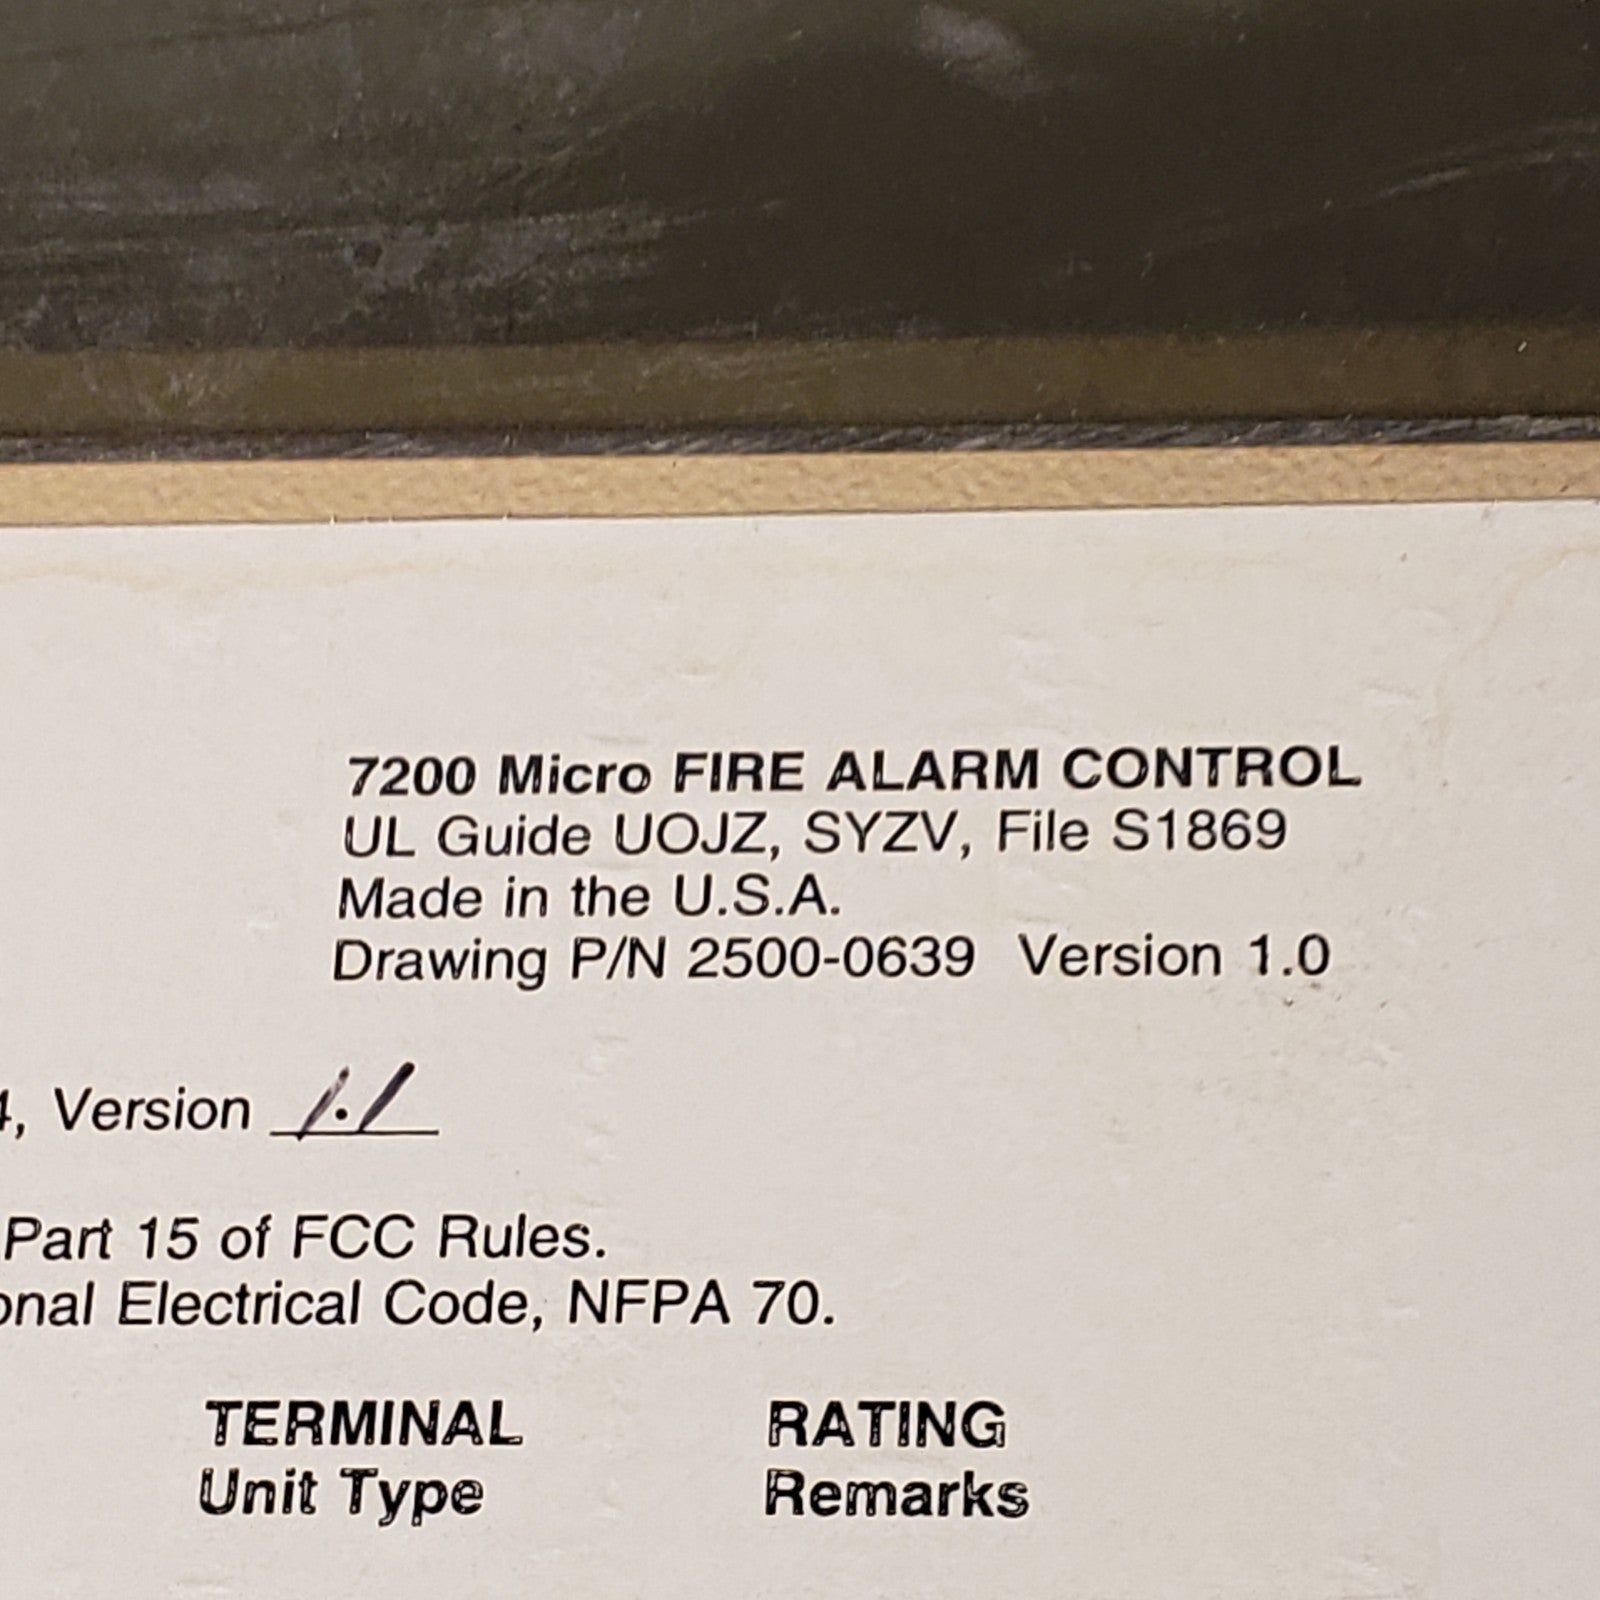 7200 Micro FIRE ALARM CONTROL
UL Guide UOJZ, SYZV, File S1869
Made in the U.S.A.
Drawing P/N 2500-0639 Version 1.0
4, Version 1.1
Part 15 of FCC Rules.
onal Electrical Code, NFPA 70.
TERMINAL RATING
Unit Type Remarks